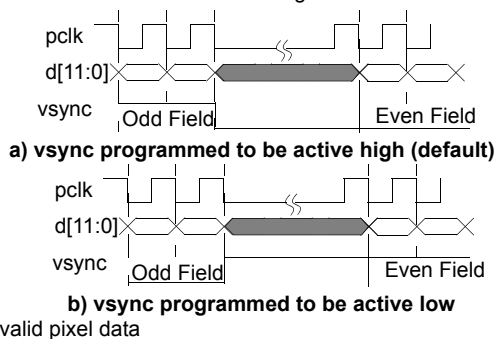 pclk
d[11:0]
vsync
Odd Field
Even Field
a) vsync programmed to be active high (default)
pclk
d[11:0]
vsync
Odd Field
Even Field
b) vsync programmed to be active low
valid pixel data